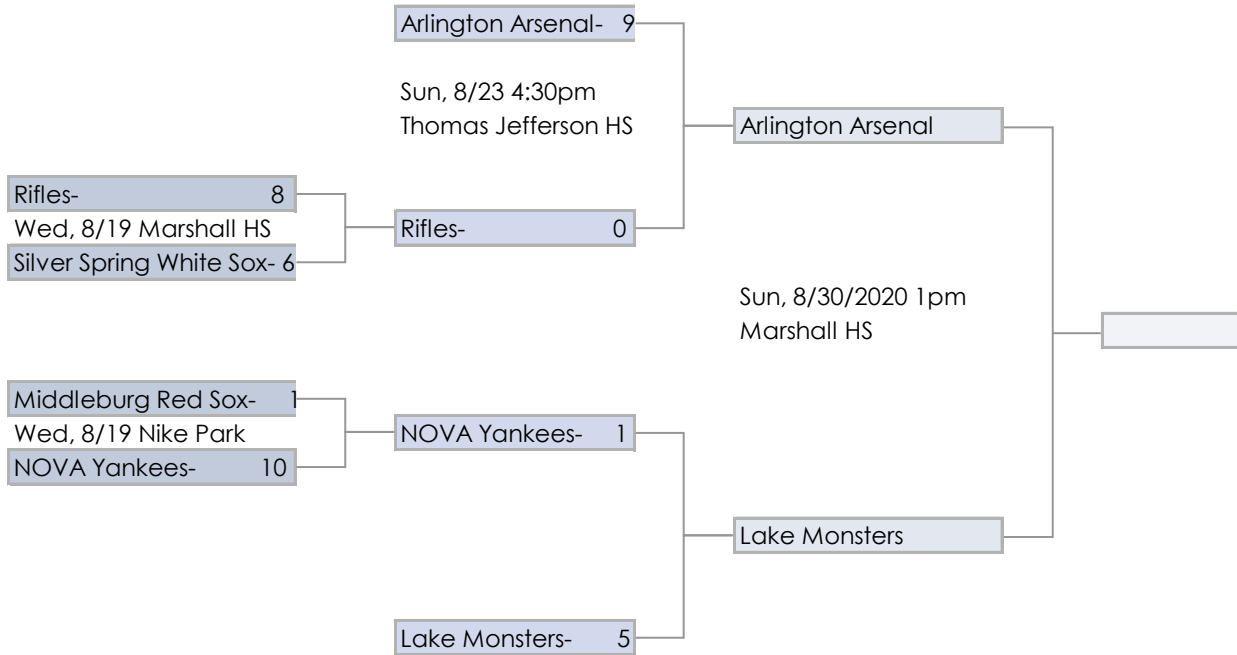 Arlington Arsenal- 9
Sun, 8/23 4:30pm
Thomas Jefferson HS
Arlington Arsenal
Rifles- 8
Wed, 8/19 Marshall HS
Rifles- 0
Silver Spring White Sox- 6
Sun, 8/30/2020 1pm
Marshall HS
Middleburg Red Sox- 1
Wed, 8/19 Nike Park
NOVA Yankees- 1
NOVA Yankees- 10
Lake Monsters
Lake Monsters- 5